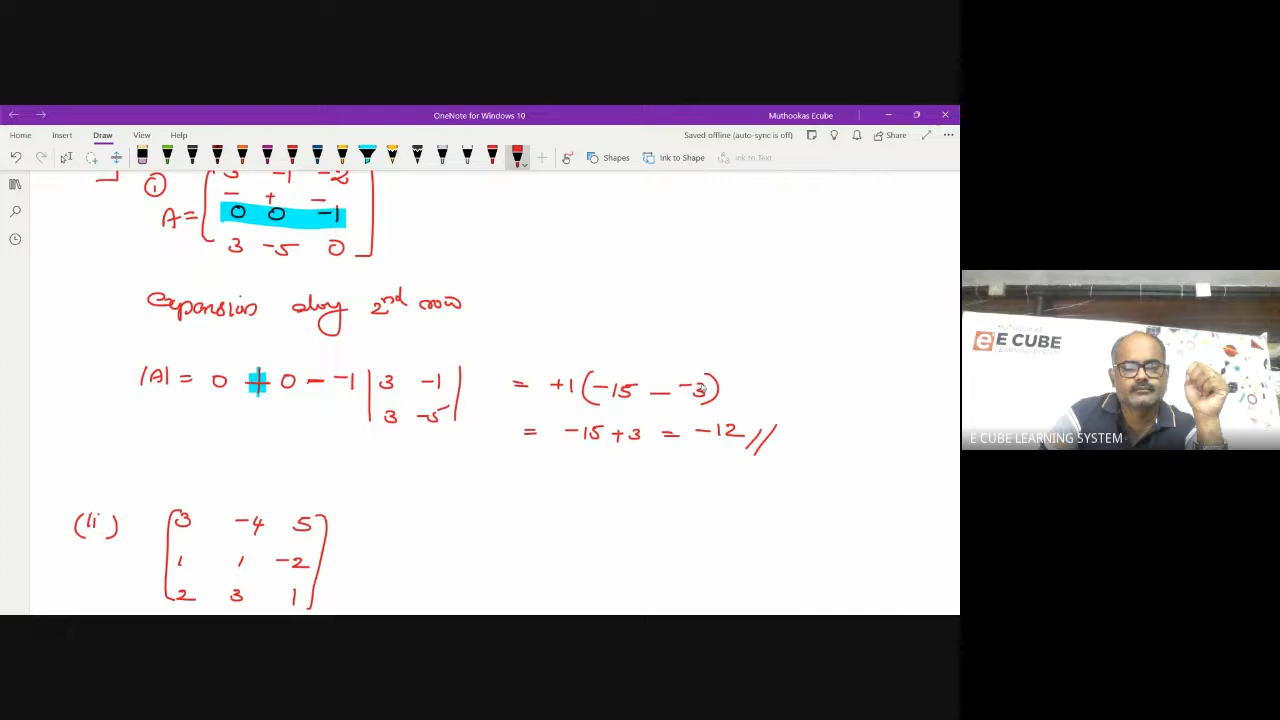 OneNote for Windows 10
Muthookas Ecube
Home Insert Draw View Help
Saved offline (auto-sync is off)
Share
Shapes
Ink to Shape
Ink to Text
(i)
3 -1 -2
- + -
A = 0 0 -1
3 -5 0
expansion along 2nd row
|A| = 0 + 0 - -1 | 3 -1 | = +1 (-15 - -3)
3 -5
= -15 + 3 = -12 //
(ii) 3 -4 5
1 1 -2
2 3 1
MUTHOOKAS
E CUBE
LEARNING SYSTEM
E CUBE LEARNING SYSTEM